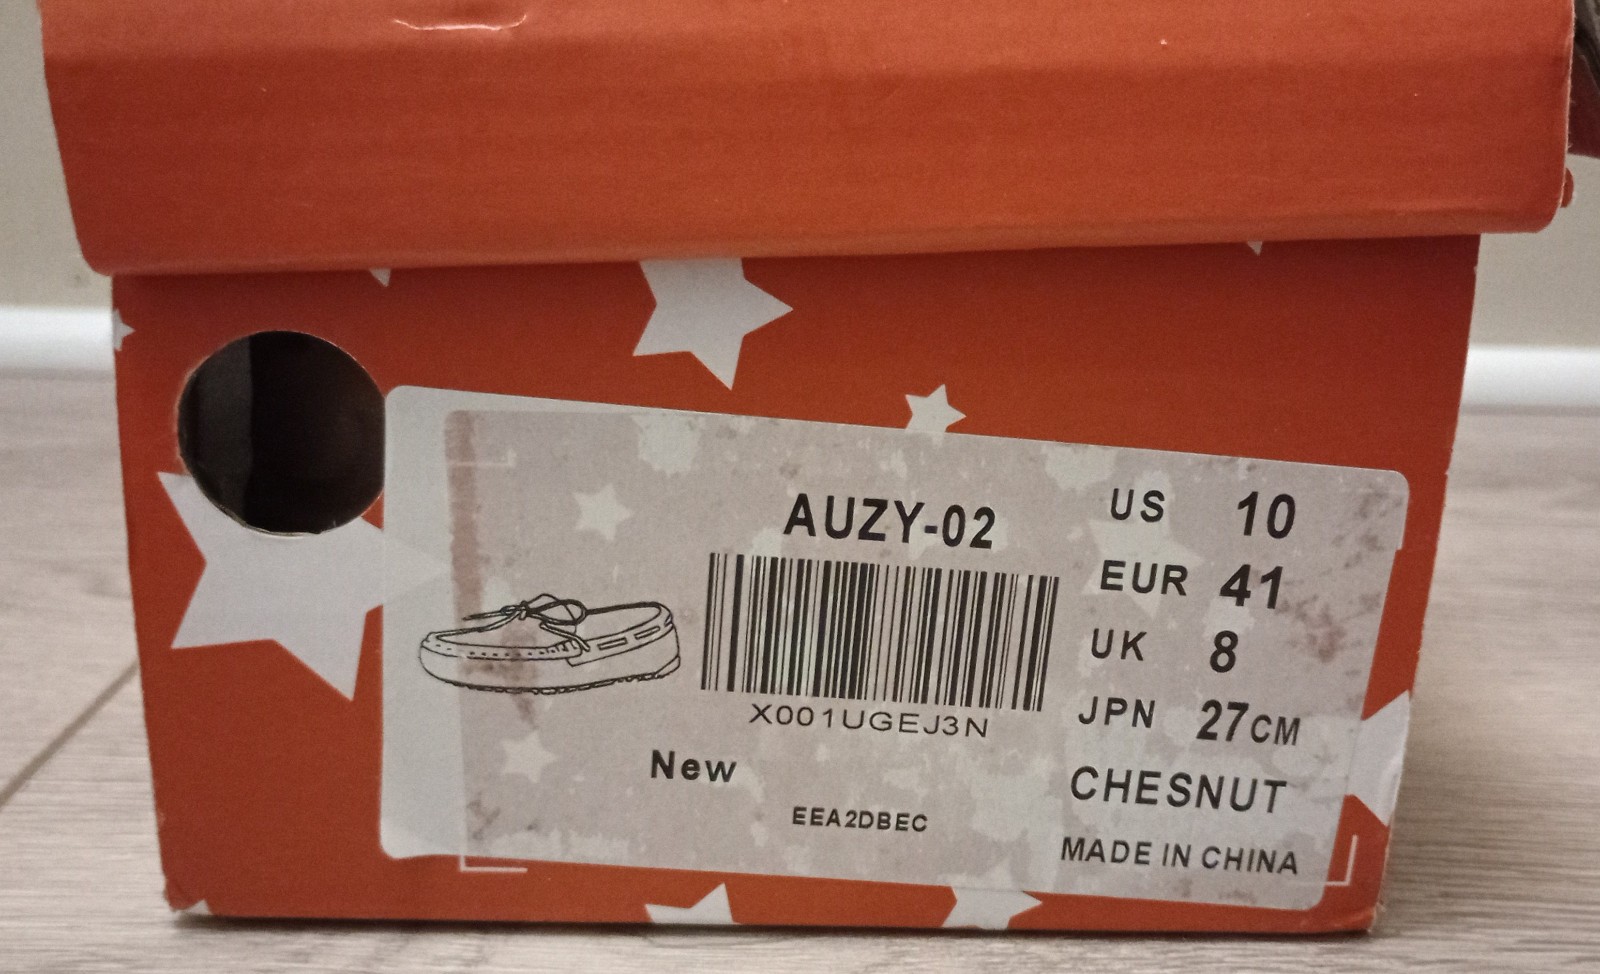 AUZY-02
X001UGEJ3N
New
EEA2DBEC
US 10
EUR 41
UK 8
JPN 27CM
CHESNUT
MADE IN CHINA